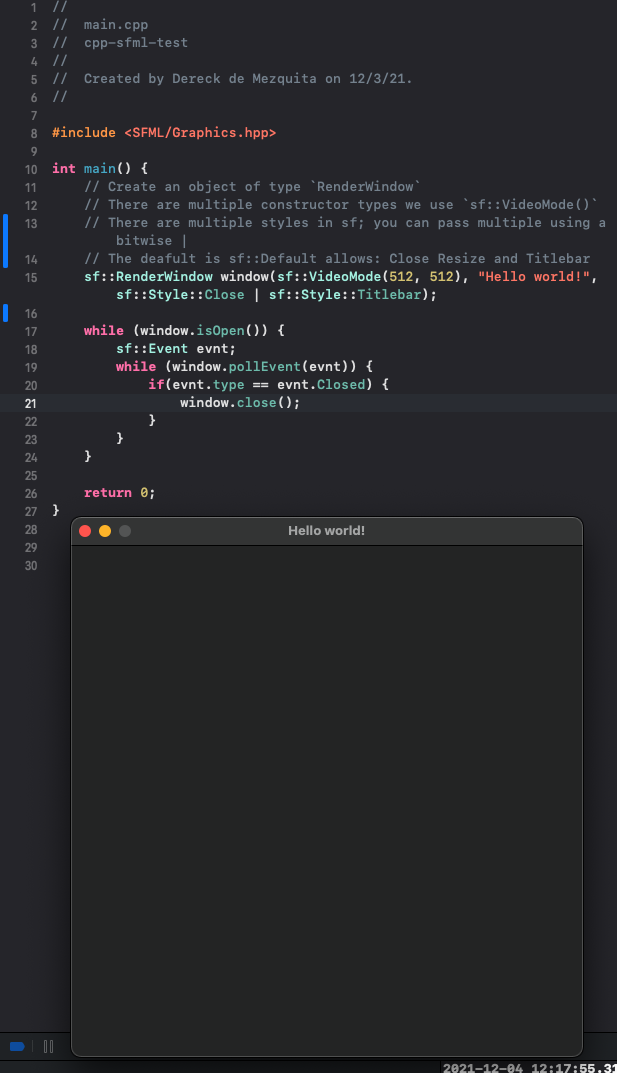 1 //
2 //  main.cpp
3 //  cpp-sfml-test
4 //
5 //  Created by Dereck de Mezquita on 12/3/21.
6 //
7
8 #include <SFML/Graphics.hpp>
9
10 int main() {
11     // Create an object of type `RenderWindow`
12     // There are multiple constructor types we use `sf::VideoMode()`
13     // There are multiple styles in sf; you can pass multiple using a
        bitwise |
14     // The deafult is sf::Default allows: Close Resize and Titlebar
15     sf::RenderWindow window(sf::VideoMode(512, 512), "Hello world!",
        sf::Style::Close | sf::Style::Titlebar);
16
17     while (window.isOpen()) {
18         sf::Event evnt;
19         while (window.pollEvent(evnt)) {
20             if(evnt.type == evnt.Closed) {
21                 window.close();
22             }
23         }
24     }
25
26     return 0;
27 }
28
29
30
Hello world!
2021-12-04 12:17:55.31